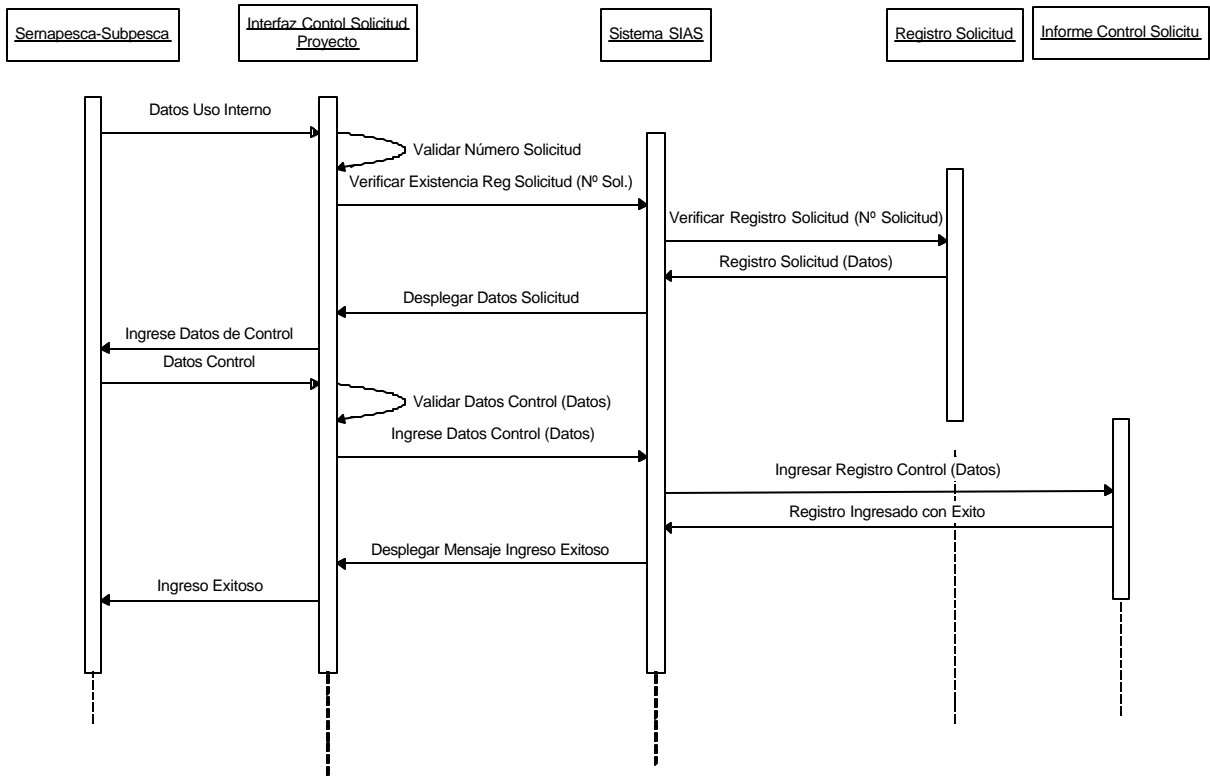 Sernapesca-Subpesca
Interfaz Contol Solicitud
Proyecto
Sistema SIAS
Registro Solicitud
Informe Control Solicitu
Datos Uso Interno
Validar Número Solicitud
Verificar Existencia Reg Solicitud (Nº Sol.)
Verificar Registro Solicitud (Nº Solicitud)
Registro Solicitud (Datos)
Desplegar Datos Solicitud
Ingrese Datos de Control
Datos Control
Validar Datos Control (Datos)
Ingrese Datos Control (Datos)
Ingresar Registro Control (Datos)
Registro Ingresado con Exito
Desplegar Mensaje Ingreso Exitoso
Ingreso Exitoso